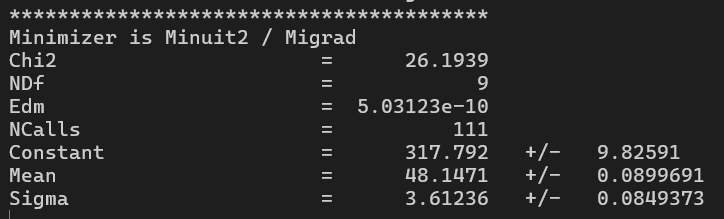 ****************************************
Minimizer is Minuit2 / Migrad
Chi2                      =      26.1939
NDf                       =            9
Edm                       =  5.03123e-10
NCalls                    =          111
Constant                  =      317.792   +/-   9.82591
Mean                      =      48.1471   +/-   0.0899691
Sigma                     =      3.61236   +/-   0.0849373